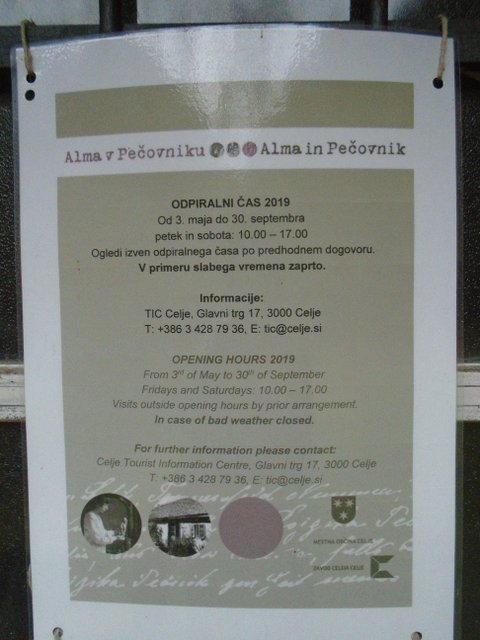 Alma v Pečovniku Alma in Pečovnik
ODPIRALNI ČAS 2019
Od 3. maja do 30. septembra
petek in sobota: 10.00 – 17.00
Ogledi izven odpiralnega časa po predhodnem dogovoru.
V primeru slabega vremena zaprto.
Informacije:
TIC Celje, Glavni trg 17, 3000 Celje
T: +386 3 428 79 36, E: tic@celje.si
OPENING HOURS 2019
From 3rd of May to 30th of September
Fridays and Saturdays: 10.00 – 17.00
Visits outside opening hours by prior arrangement.
In case of bad weather closed.
For further information please contact:
Celje Tourist Information Centre, Glavni trg 17, 3000 Celje
T: +386 3 428 79 36, E: tic@celje.si
MESTNA OBČINA CELJE
ZAVOD CELEIA CELJE